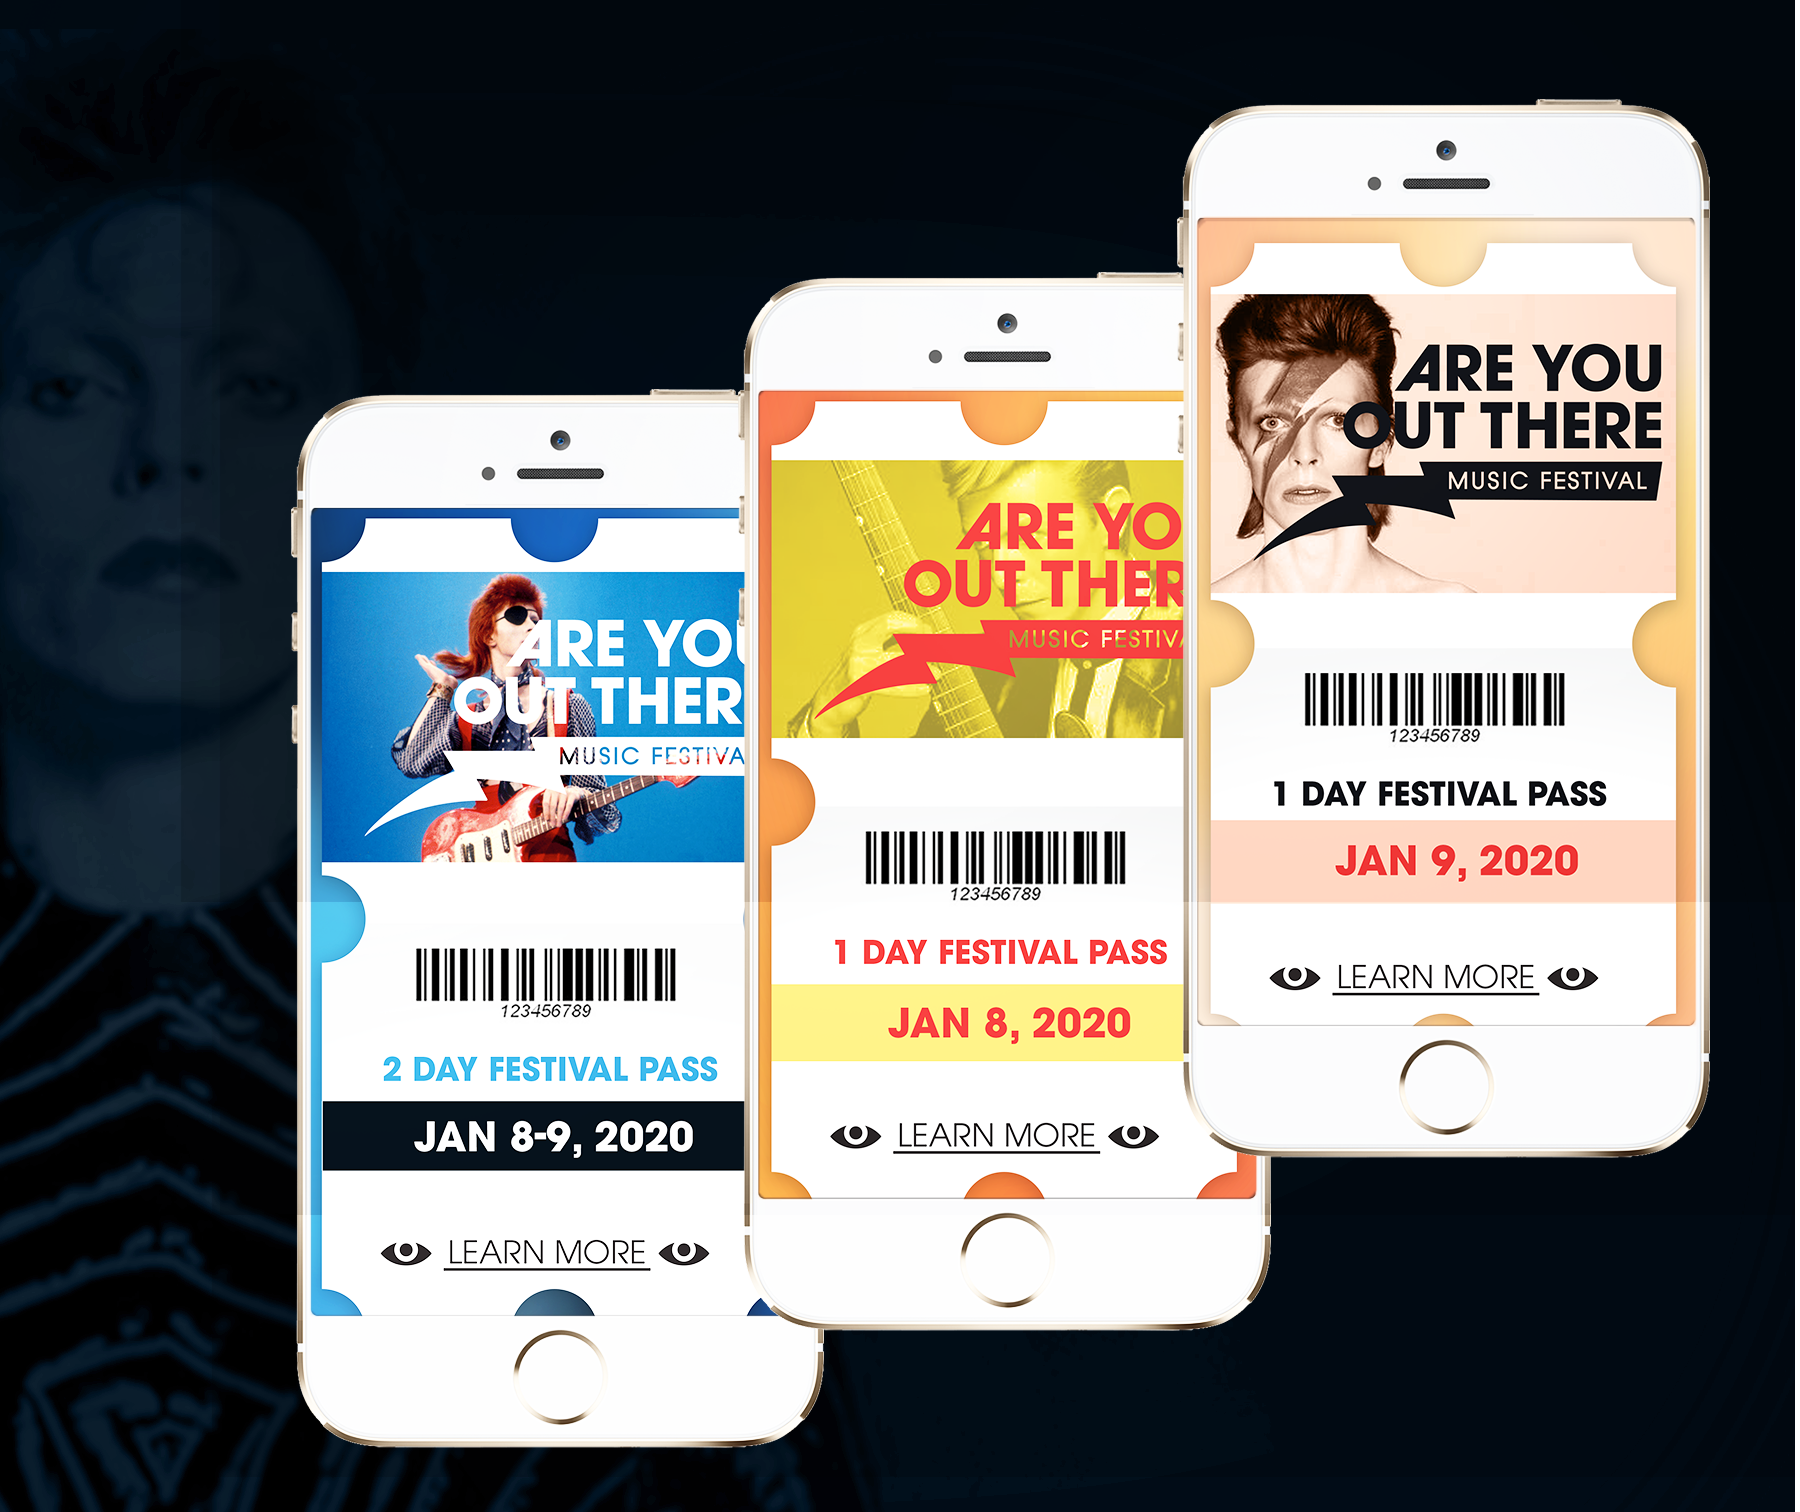 ARE YOU
OUT THER
MUSIC FESTIVA
123456789
2 DAY FESTIVAL PASS
JAN 8-9, 2020
LEARN MORE
ARE YO
OUT THER
MUSIC FESTIVA
123456789
1 DAY FESTIVAL PASS
JAN 8, 2020
LEARN MORE
ARE YOU
OUT THERE
MUSIC FESTIVAL
123456789
1 DAY FESTIVAL PASS
JAN 9, 2020
LEARN MORE